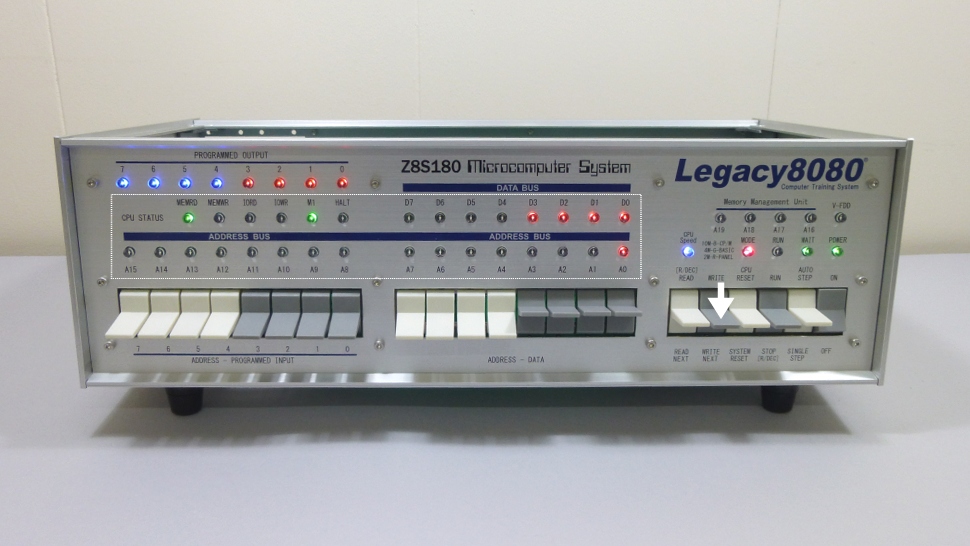 PROGRAMMED OUTPUT
7 6 5 4 3 2 1 0
Z8S180 Microcomputer System
Legacy8080
Computer Training System
DATA BUS
CPU STATUS
MEMRD MEMWR IORD IOWR M1 HALT
D7 D6 D5 D4 D3 D2 D1 D0
Memory Management Unit
A19 A18 A17 A16
V-FDD
ADDRESS BUS
ADDRESS BUS
A15 A14 A13 A12 A11 A10 A9 A8
A7 A6 A5 A4 A3 A2 A1 A0
CPU Speed
MODE RUN WAIT POWER
(R/DEC)
READ WRITE CPU RESET RUN AUTO STEP ON
7 6 5 4 3 2 1 0
ADDRESS - PROGRAMMED INPUT
ADDRESS - DATA
READ NEXT WRITE NEXT SYSTEM RESET STOP (R/DEC) SINGLE STEP OFF